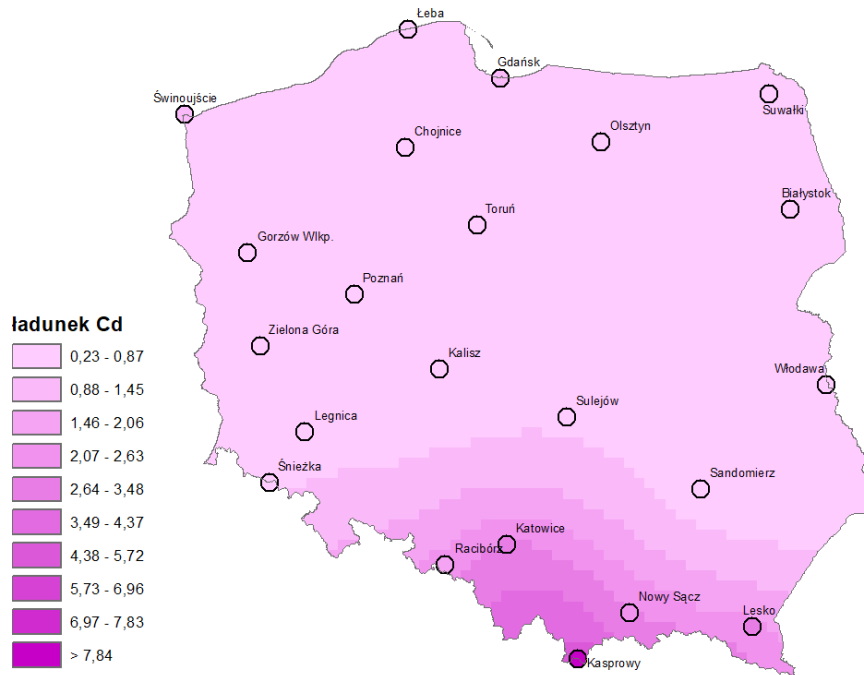 Łeba
Gdańsk
Świnoujście
Suwałki
Chojnice
Olsztyn
Białystok
Toruń
Gorzów Wlkp.
Poznań
ładunek Cd
Zielona Góra
0,23 - 0,87
Kalisz
Włodawa
0,88 - 1,45
Sulejów
Legnica
1,46 - 2,06
2,07 - 2,63
Śnieżka
Sandomierz
2,64 - 3,48
3,49 - 4,37
Katowice
Racibórz
4,38 - 5,72
5,73 - 6,96
Nowy Sącz
Lesko
6,97 - 7,83
> 7,84
Kasprowy